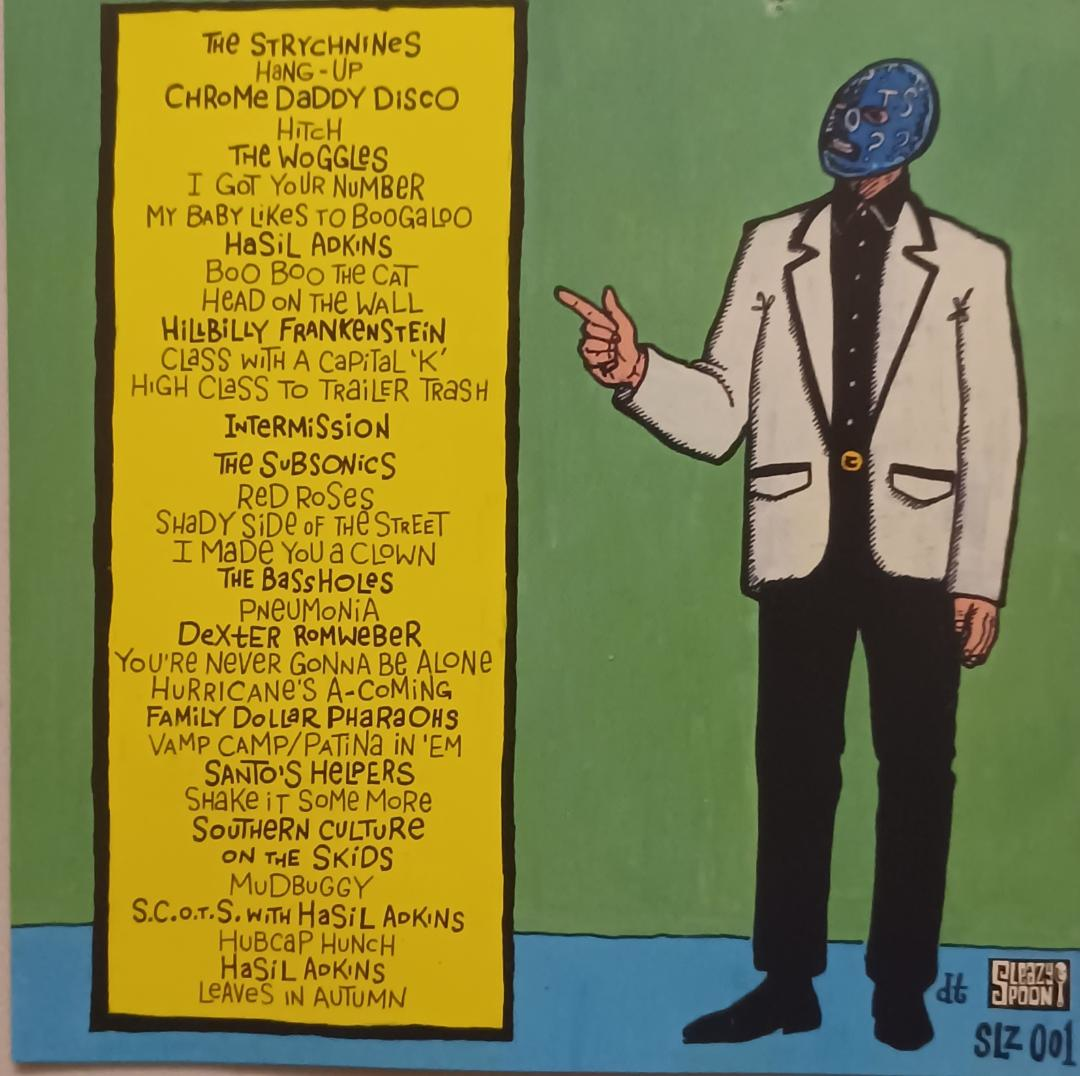 THE STRYCHNINES
HANG-UP
CHROME DADDY DISCO
HITCH
THE WOGGLES
I GOT YOUR NUMBER
MY BABY LIKES TO BOOGALOO
HASIL ADKINS
BOO BOO THE CAT
HEAD ON THE WALL
HILLBILLY FRANKENSTEIN
CLASS WITH A CAPITAL 'K'
HIGH CLASS TO TRAILER TRASH
INTERMISSION
THE SUBSONICS
RED ROSES
SHADY SIDE OF THE STREET
I MADE YOU A CLOWN
THE BASSHOLES
PNEUMONIA
DEXTER ROMWEBER
YOU'RE NEVER GONNA BE ALONE
HURRICANE'S A-COMING
FAMILY DOLLAR PHARAOHS
VAMP CAMP/PATINA IN 'EM
SANTO'S HELPERS
SHAKE IT SOME MORE
SOUTHERN CULTURE
ON THE SKIDS
MUDBUGGY
S.C.O.T.S. WITH HASIL ADKINS
HUBCAP HUNCH
HASIL ADKINS
LEAVES IN AUTUMN
dt
SLEAZY
SPOON
SLZ 001